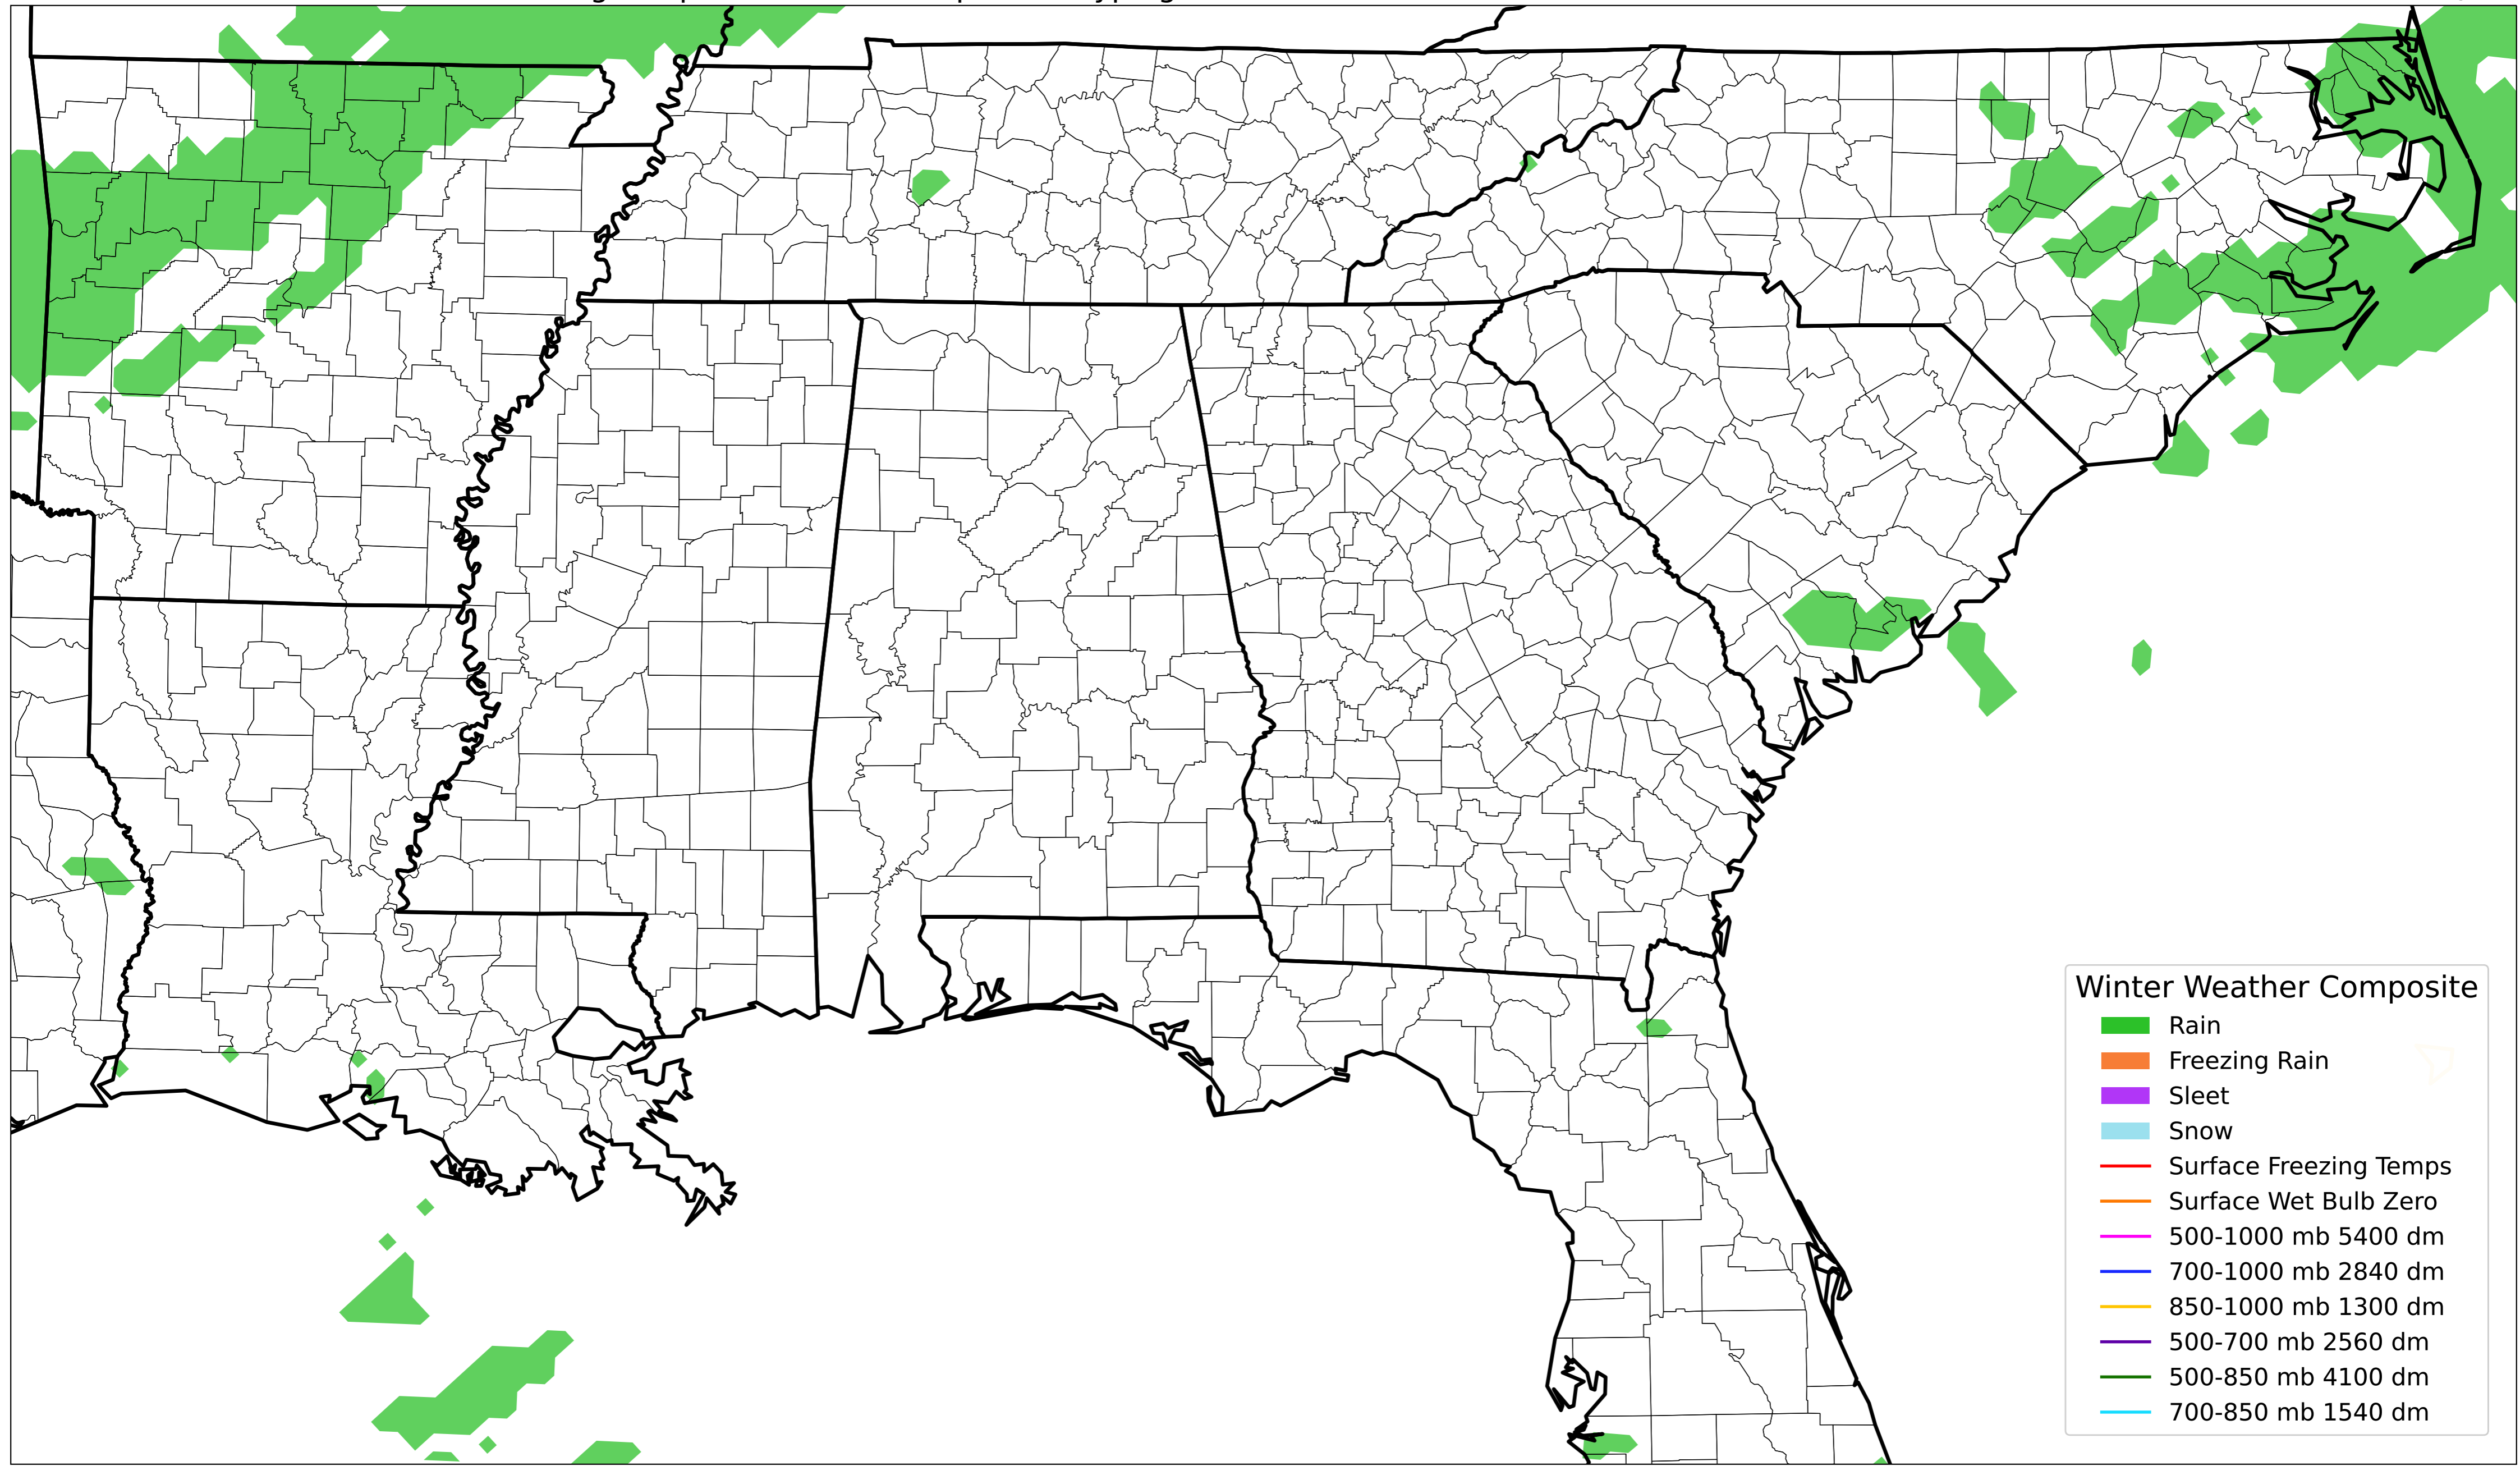 Winter Weather Composite
Rain
Freezing Rain
Sleet
Snow
Surface Freezing Temps
Surface Wet Bulb Zero
500-1000 mb 5400 dm
700-1000 mb 2840 dm
850-1000 mb 1300 dm
500-700 mb 2560 dm
500-850 mb 4100 dm
700-850 mb 1540 dm